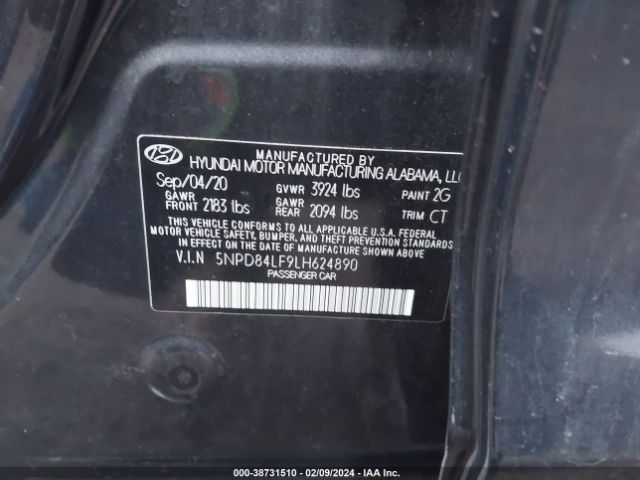 MANUFACTURED BY
HYUNDAI MOTOR MANUFACTURING ALABAMA, LLC
Sep/04/20 GVWR 3924 lbs PAINT 2G
GAWR FRONT 2183 lbs GAWR REAR 2094 lbs TRIM CT
THIS VEHICLE CONFORMS TO ALL APPLICABLE U.S.A. FEDERAL
MOTOR VEHICLE SAFETY, BUMPER, AND THEFT PREVENTION STANDARDS
IN EFFECT ON THE DATE OF MANUFACTURE SHOWN ABOVE
V.I.N 5NPD84LF9LH624890
PASSENGER CAR
000-38731510 - 02/09/2024 - IAA Inc.